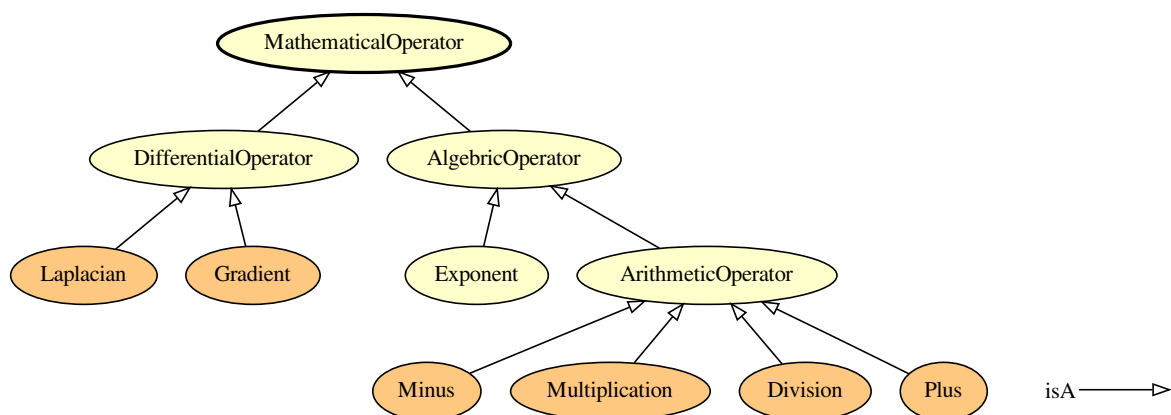 MathematicalOperator
DifferentialOperator
AlgebricOperator
Laplacian
Gradient
Exponent
ArithmeticOperator
Minus
Multiplication
Division
Plus
isA